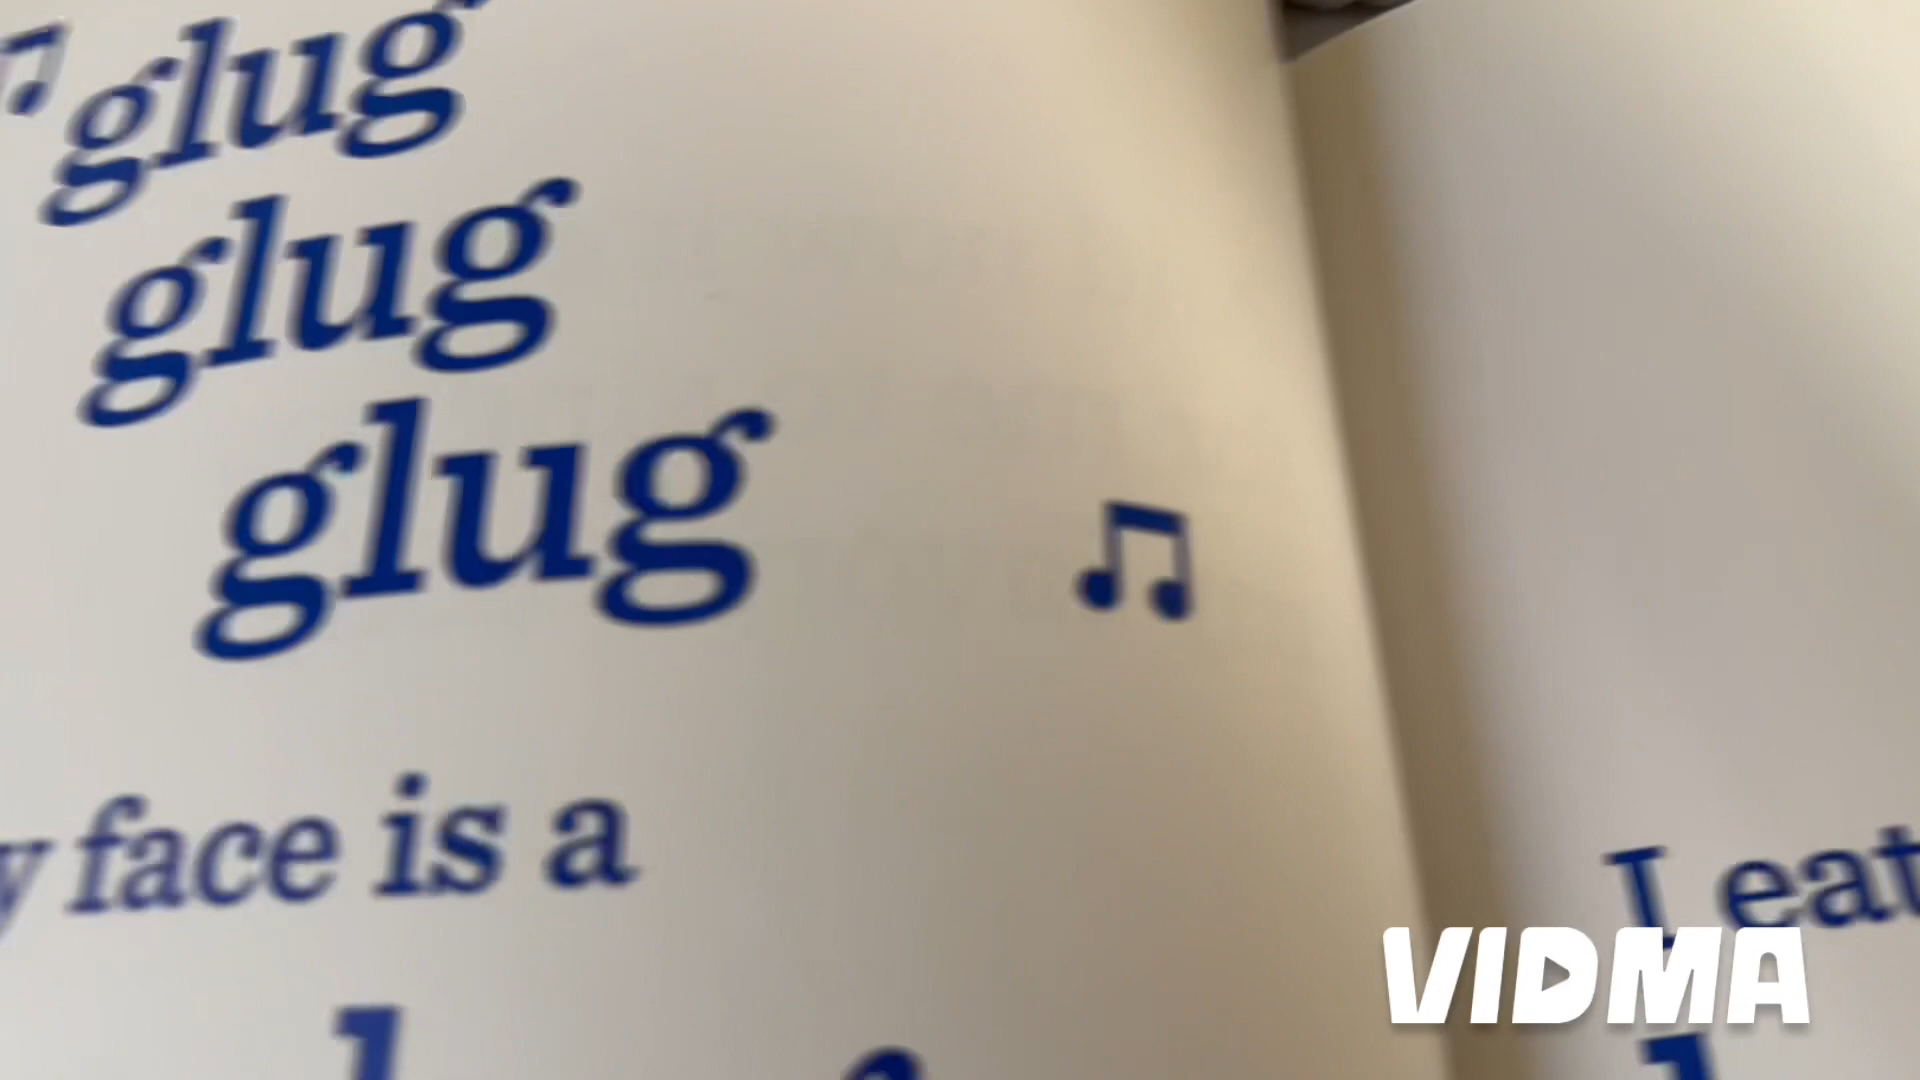 ♫ glug
glug
glug ♫
face is a
I eat
VIDMA